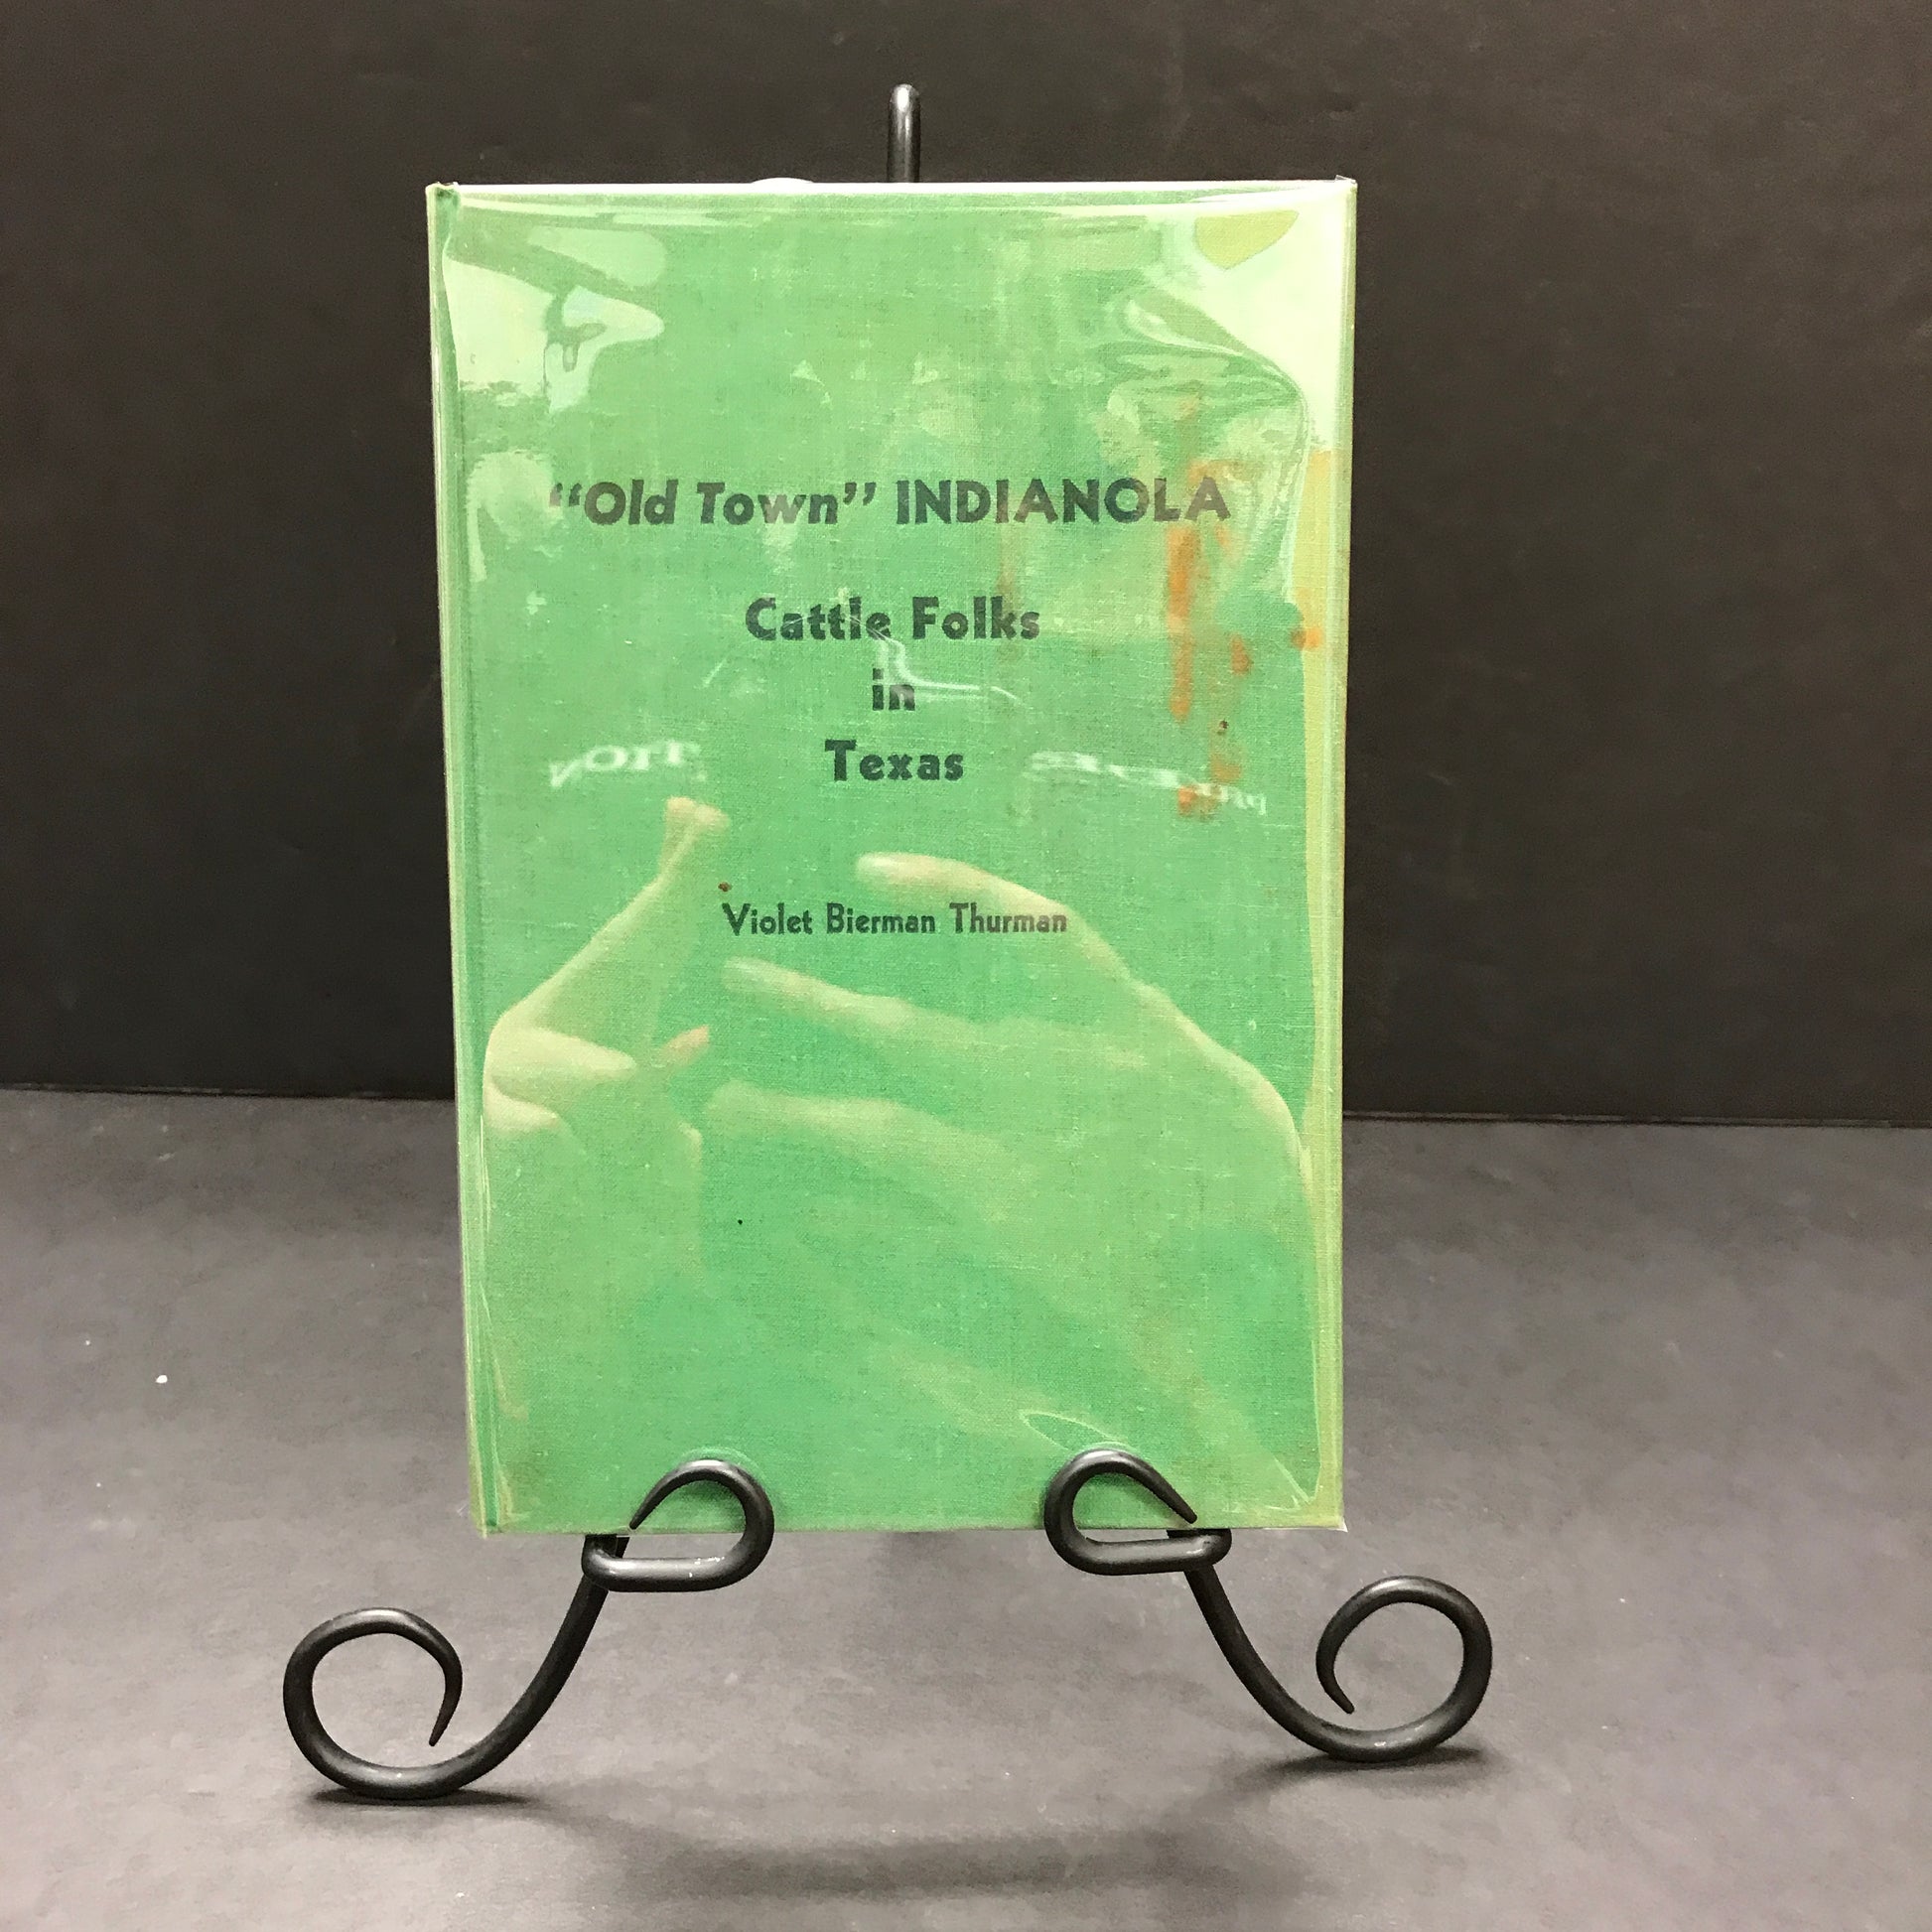 “Old Town” INDIANOLA
Cattle Folks
in
Texas
Violet Bierman Thurman